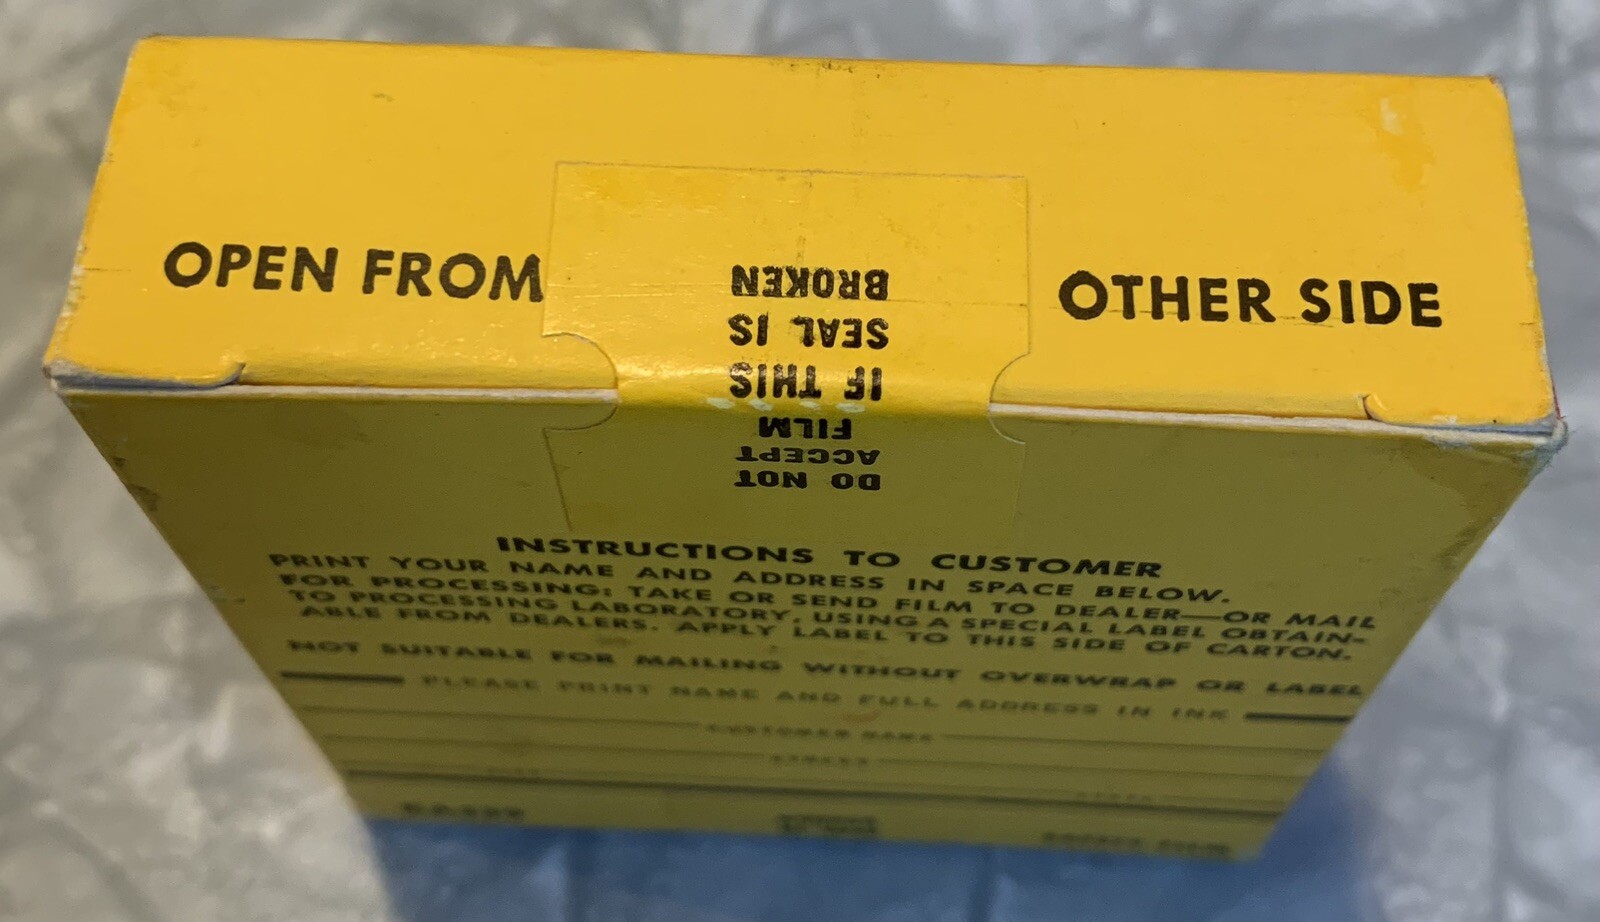 OPEN FROM OTHER SIDE
DO NOT
ACCEPT
FILM
IF THIS
SEAL IS
BROKEN
INSTRUCTIONS TO CUSTOMER
PRINT YOUR NAME AND ADDRESS IN SPACE BELOW.
FOR PROCESSING: TAKE OR SEND FILM TO DEALER—OR MAIL
TO PROCESSING LABORATORY, USING A SPECIAL LABEL OBTAIN-
ABLE FROM DEALERS. APPLY LABEL TO THIS SIDE OF CARTON.
NOT SUITABLE FOR MAILING WITHOUT OVERWRAP OR LABEL
PLEASE PRINT NAME AND FULL ADDRESS IN INK
CUSTOMER NAME
STREET